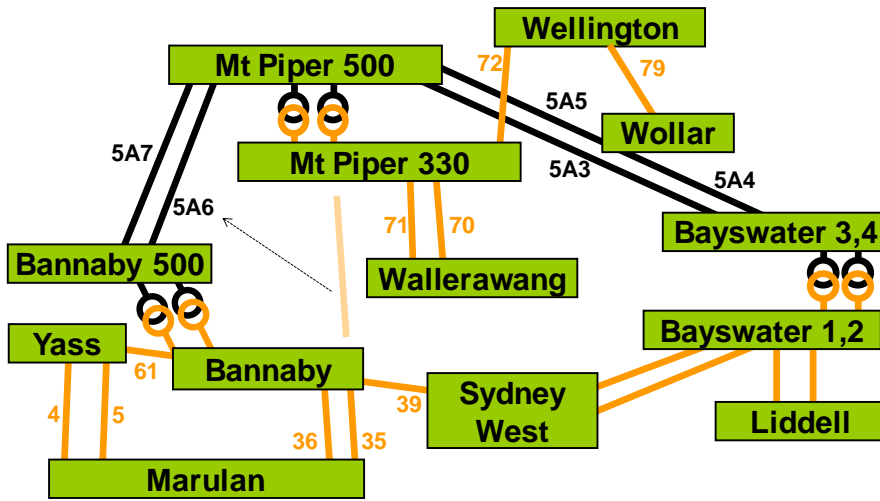 Wellington
Mt Piper 500
72
79
5A5
Wollar
5A7
Mt Piper 330
5A3
5A4
5A6
71
70
Bayswater 3,4
Bannaby 500
Wallerawang
Bayswater 1,2
Yass
61
Bannaby
39
Sydney
West
4
5
36
35
Liddell
Marulan